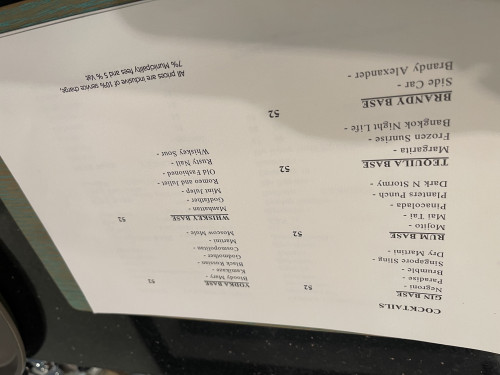 COCKTAILS
GIN BASE 52
Negroni -
Paradise -
Brumble -
Singapore Sling -
Dry Martini -
RUM BASE 52
Mojito -
Mai Tai -
Pinacolada -
Planters Punch -
Dark N Stormy -
TEQUILA BASE 52
Margarita -
Frozen Sunrise -
Bangkok Night Life -
BRANDY BASE 52
Side Car -
Brandy Alexander -
VODKA BASE 52
Bloody Mary -
Kamikaze -
Black Russian -
Godmother -
Cosmopolitan -
Martini -
Moscow Mule -
WHISKEY BASE 52
Manhattan -
Godfather -
Mint Julep -
Romeo and Juliet -
Old Fashioned -
Rusty Nail -
Whiskey Sour -
All prices are inclusive of 10% service charge,
7% Municipality fees and 5 % Vat